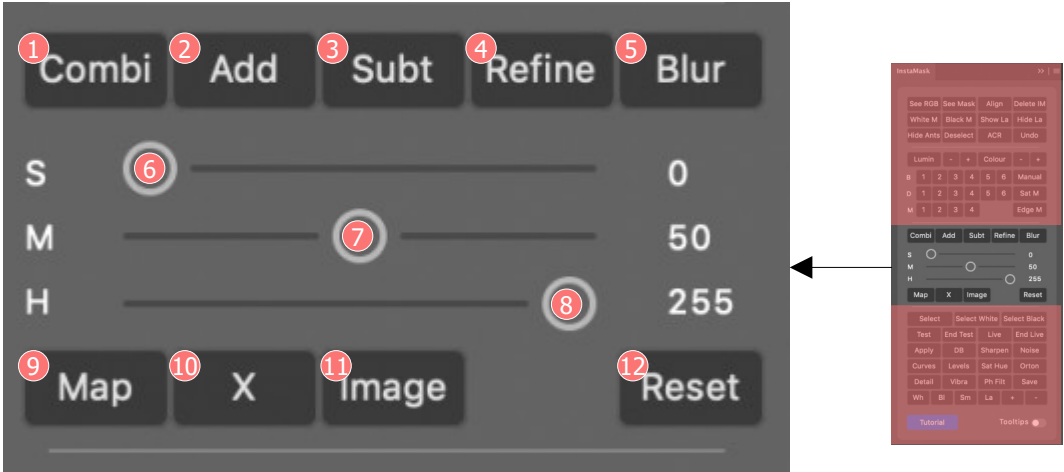 1 Combi 2 Add 3 Subt 4 Refine 5 Blur
S 6 0
M 7 50
H 8 255
9 Map 10 X 11 Image 12 Reset
InstaMask >>
See RGB See Mask Align Delete IM
White M Black M Show La Hide La
Hide Ants Deselect ACR Undo
Lumin - + Colour - +
B 1 2 3 4 5 6 Manual
D 1 2 3 4 5 6 Sat M
M 1 2 3 4 Edge M
Combi Add Subt Refine Blur
S 0
M 50
H 255
Map X Image Reset
Select Select White Select Black
Test End Test Live End Live
Apply DB Sharpen Noise
Curves Levels Sat Hue Orton
Detail Vibra Ph Filt Save
Wh Bl Sm La + -
Tutorial Tooltips